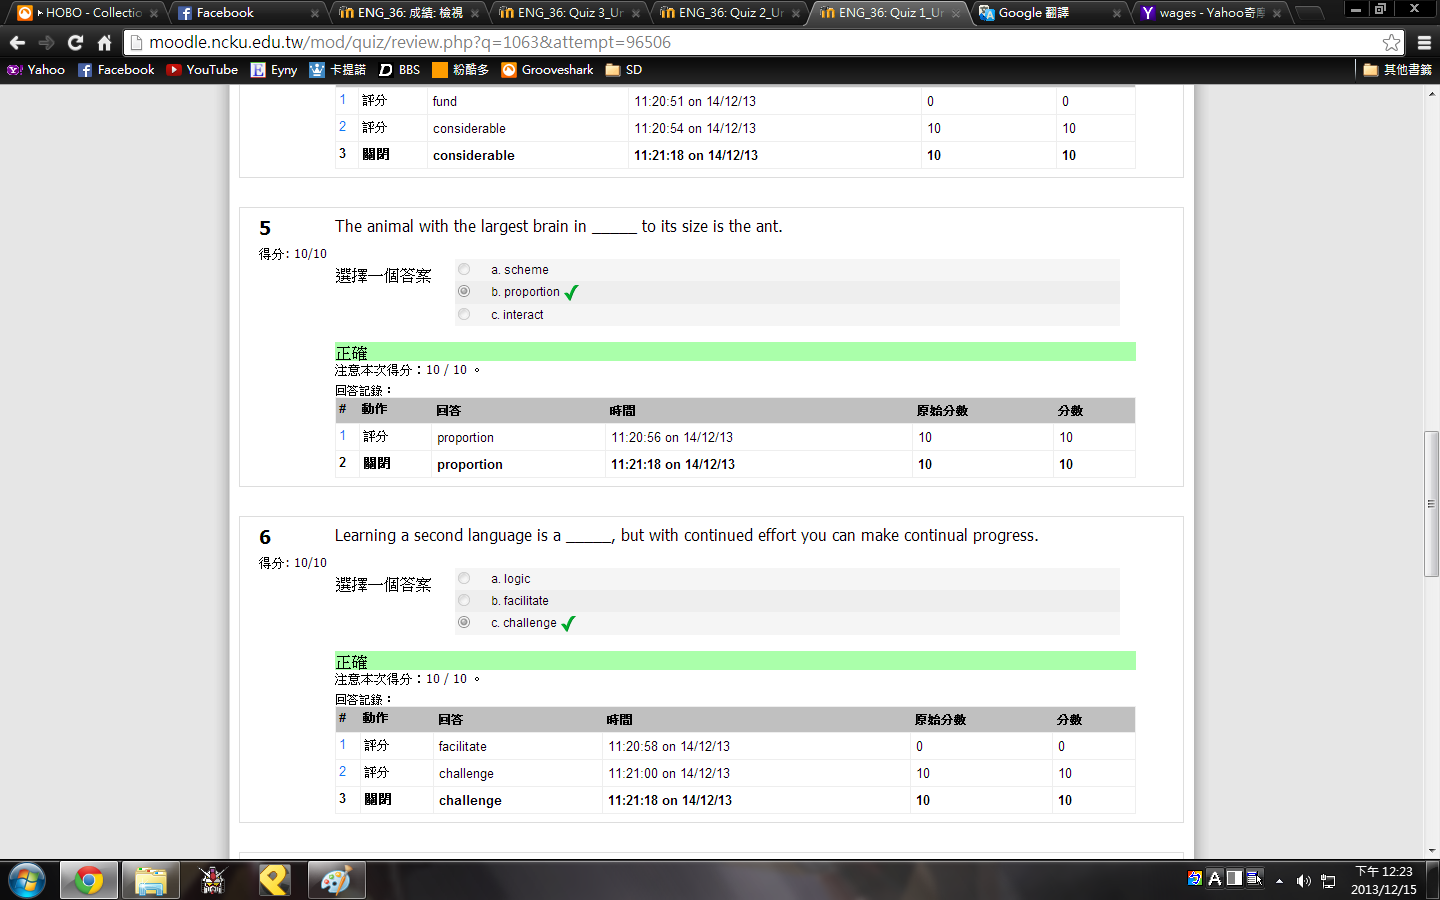 HOBO - Collectio
Facebook
ENG_36: 成績: 檢視
ENG_36: Quiz 3_Ur
ENG_36: Quiz 2_Ur
ENG_36: Quiz 1_Ur
Google 翻譯
wages - Yahoo奇摩
moodle.ncku.edu.tw/mod/quiz/review.php?q=1063&attempt=96506
Yahoo Facebook YouTube Eyny 卡提諾 BBS 粉酷多 Grooveshark SD 其他書籤
1 評分 fund 11:20:51 on 14/12/13 0 0
2 評分 considerable 11:20:54 on 14/12/13 10 10
3 關閉 considerable 11:21:18 on 14/12/13 10 10
5
得分: 10/10
The animal with the largest brain in ______ to its size is the ant.
選擇一個答案
a. scheme
b. proportion
c. interact
正確
注意本次得分：10 / 10 。
回答記錄：
# 動作 回答 時間 原始分數 分數
1 評分 proportion 11:20:56 on 14/12/13 10 10
2 關閉 proportion 11:21:18 on 14/12/13 10 10
6
得分: 10/10
Learning a second language is a ______, but with continued effort you can make continual progress.
選擇一個答案
a. logic
b. facilitate
c. challenge
正確
注意本次得分：10 / 10 。
回答記錄：
# 動作 回答 時間 原始分數 分數
1 評分 facilitate 11:20:58 on 14/12/13 0 0
2 評分 challenge 11:21:00 on 14/12/13 10 10
3 關閉 challenge 11:21:18 on 14/12/13 10 10
下午 12:23
2013/12/15